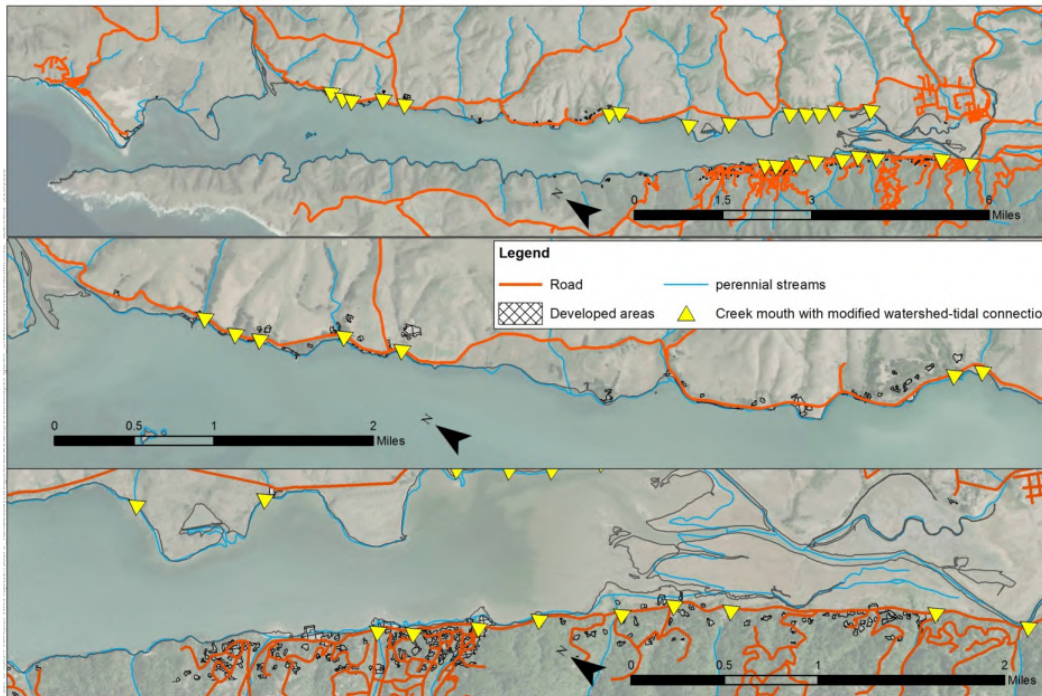 N
0 1.5 3 6
Miles
Legend
Road
perennial streams
Developed areas
Creek mouth with modified watershed-tidal connectio
N
0 0.5 1 2
Miles
N
0 0.5 1 2
Miles